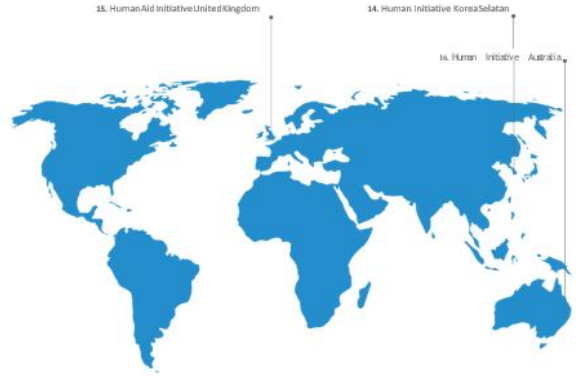 15. Human Aid Initiative United Kingdom
14. Human Initiative Korea Selatan
16. Human Initiative Australia